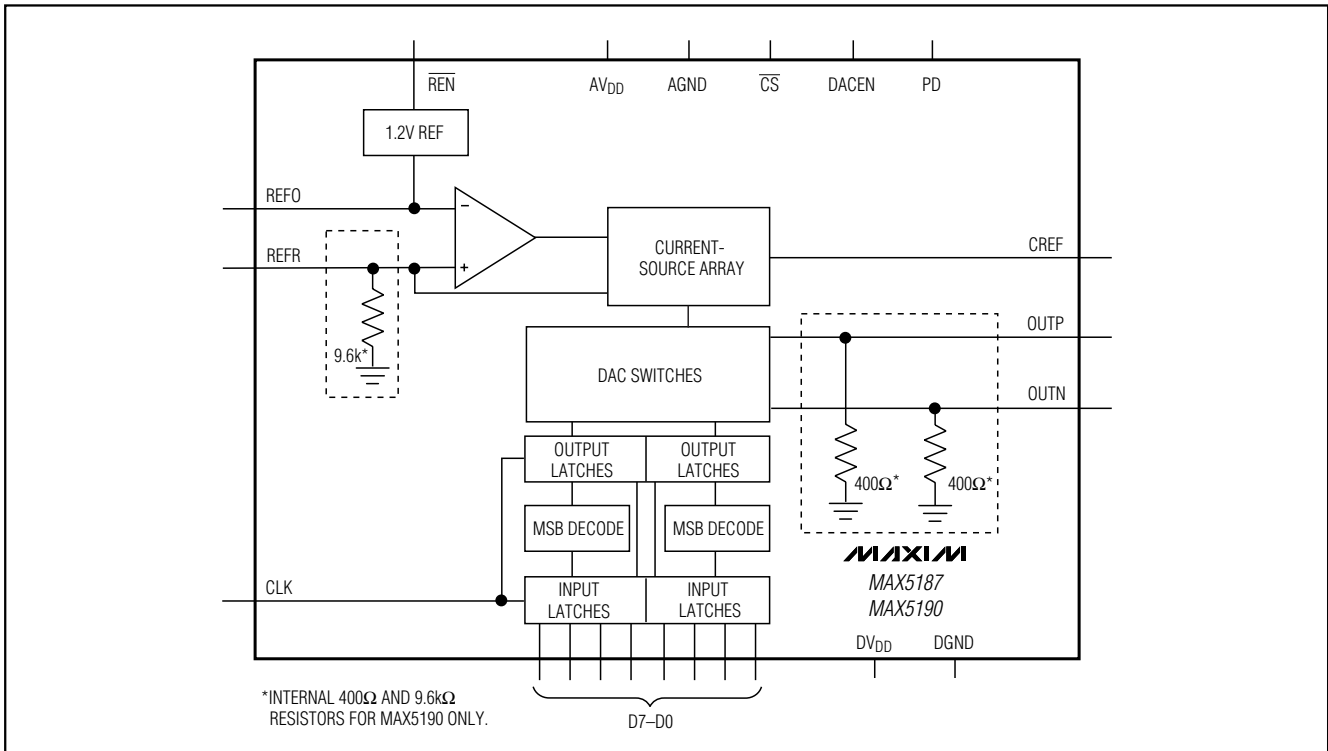 REN
AVDD
AGND
CS
DACEN
PD
1.2V REF
REFO
REFR
−
+
9.6k*
CURRENT-
SOURCE ARRAY
CREF
DAC SWITCHES
OUTP
OUTN
400Ω*
400Ω*
OUTPUT
LATCHES
OUTPUT
LATCHES
MSB DECODE
MSB DECODE
INPUT
LATCHES
INPUT
LATCHES
CLK
MAXIM
MAX5187
MAX5190
DVDD
DGND
D7–D0
*INTERNAL 400Ω AND 9.6kΩ
RESISTORS FOR MAX5190 ONLY.